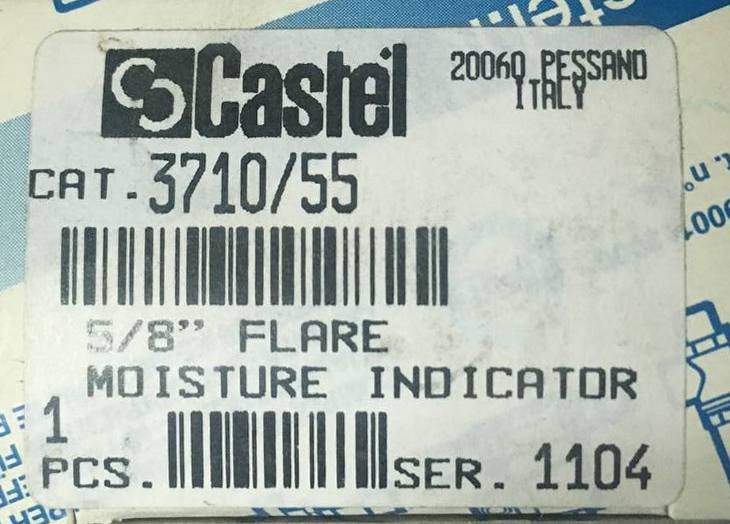 Castel
20060 PESSANO
ITALY
CAT. 3710/55
5/8" FLARE
MOISTURE INDICATOR
1
PCS.
SER. 1104